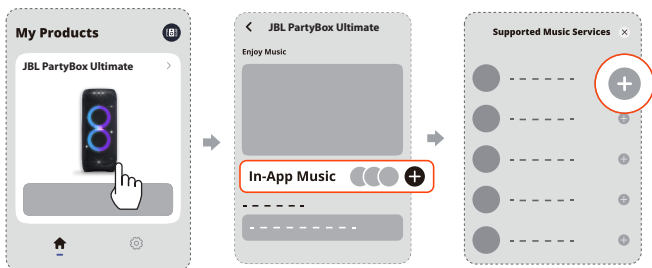 My Products
JBL PartyBox Ultimate
JBL PartyBox Ultimate
Enjoy Music
In-App Music
Supported Music Services